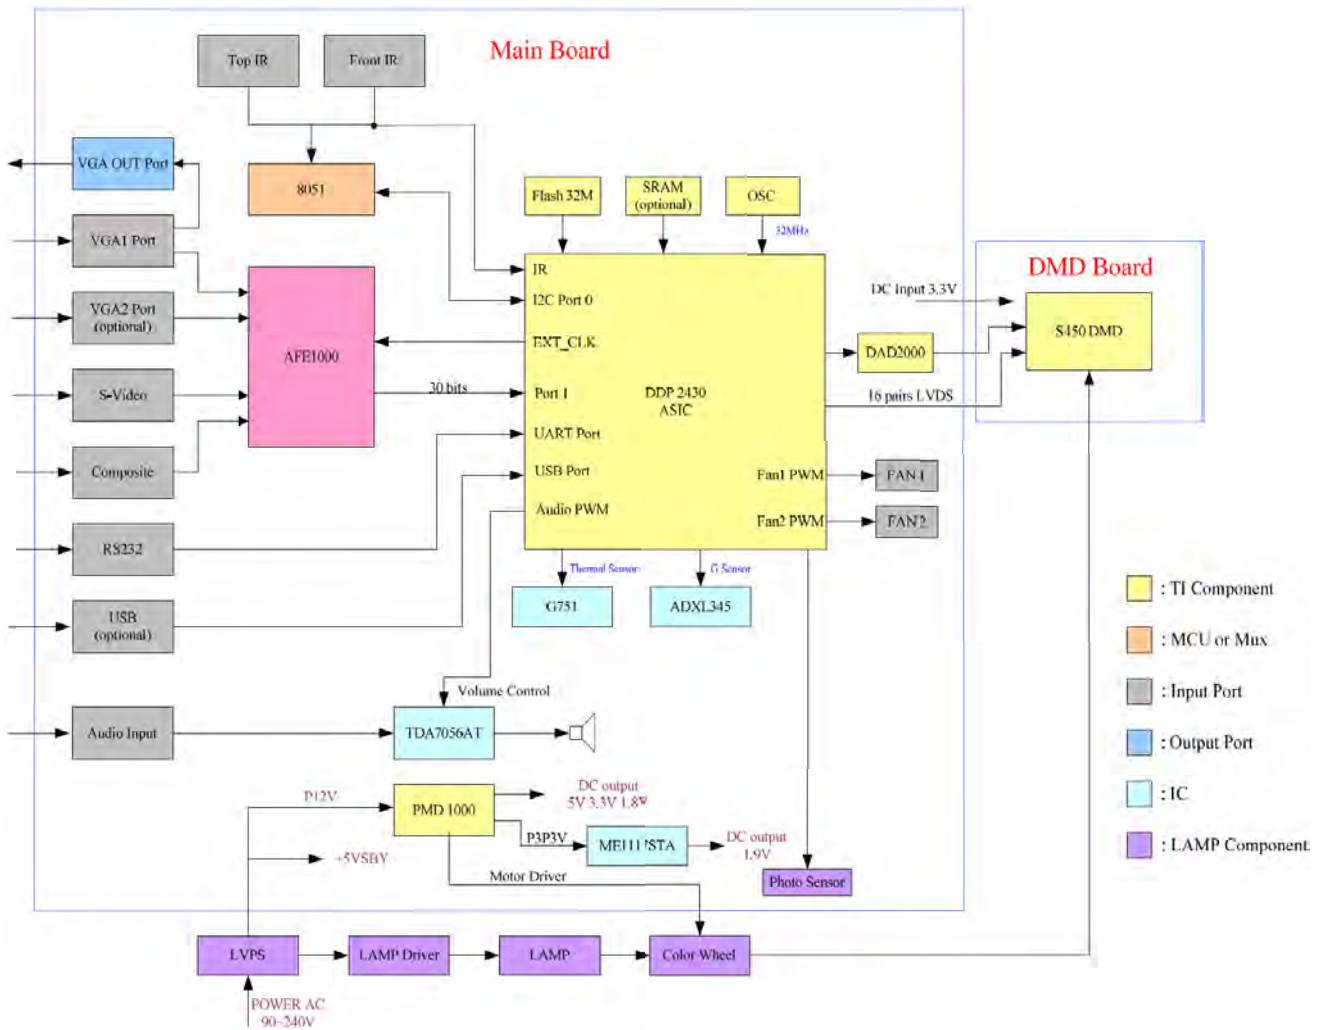 Main Board
Top IR
Front IR
VGA OUT Port
8051
VGA1 Port
Flash 32M
SRAM
(optional)
OSC
32MHz
DMD Board
IR
I2C Port 0
DC Input 3.3V
VGA2 Port
(optional)
S450 DMD
AFE1000
EXT_CLK
DAD2000
S-Video
30 bits
Port 1
DDP 2430
ASIC
16 pairs LVDS
UART Port
Composite
USB Port
Fan1 PWM
FAN 1
Audio PWM
Fan2 PWM
FAN 2
RS232
Thermal Sensor
G Sensor
: TI Component
USB
(optional)
G751
ADXL345
: MCU or Mux
Volume Control
: Input Port
Audio Input
TDA7056AT
: Output Port
DC output
5V 3.3V 1.8V
P12V
PMD 1000
: IC
P3P3V
DC output
1.9V
: LAMP Component
+5VSBY
Motor Driver
Photo Sensor
LVPS
LAMP Driver
LAMP
Color Wheel
POWER AC
90~240V